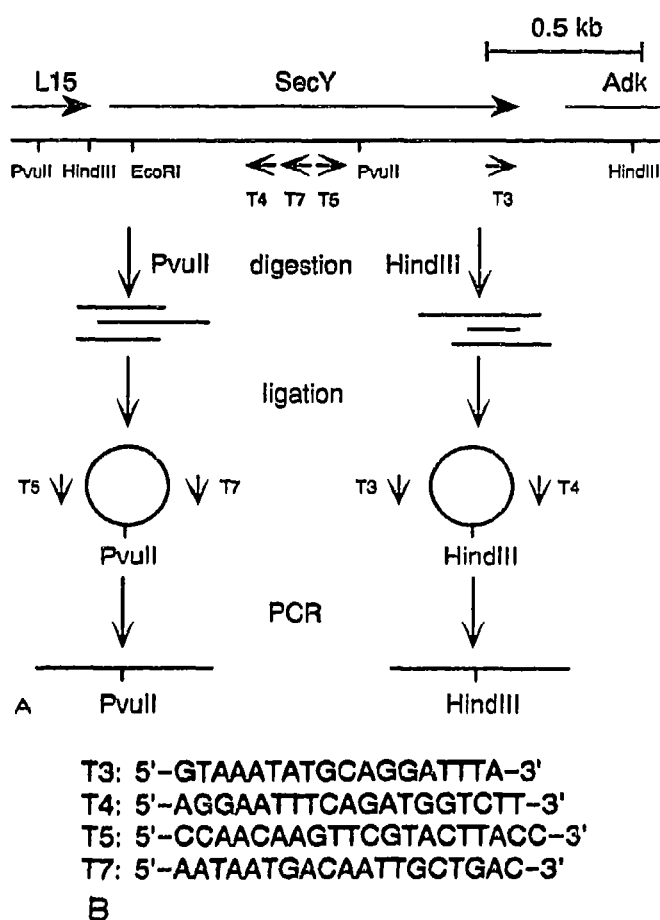 0.5 kb
L15 SecY Adk
PvuII HindIII EcoRI PvuII HindIII
T4 T7 T5 T3
PvuII digestion HindIII
ligation
T5 T7 T3 T4
PvuII HindIII
PCR
PvuII HindIII
A
T3: 5'-GTAAATATGCAGGATTTA-3'
T4: 5'-AGGAATTTCAGATGGTCTT-3'
T5: 5'-CCAACAAGTTCGTACTTACC-3'
T7: 5'-AATAATGACAATTGCTGAC-3'
B